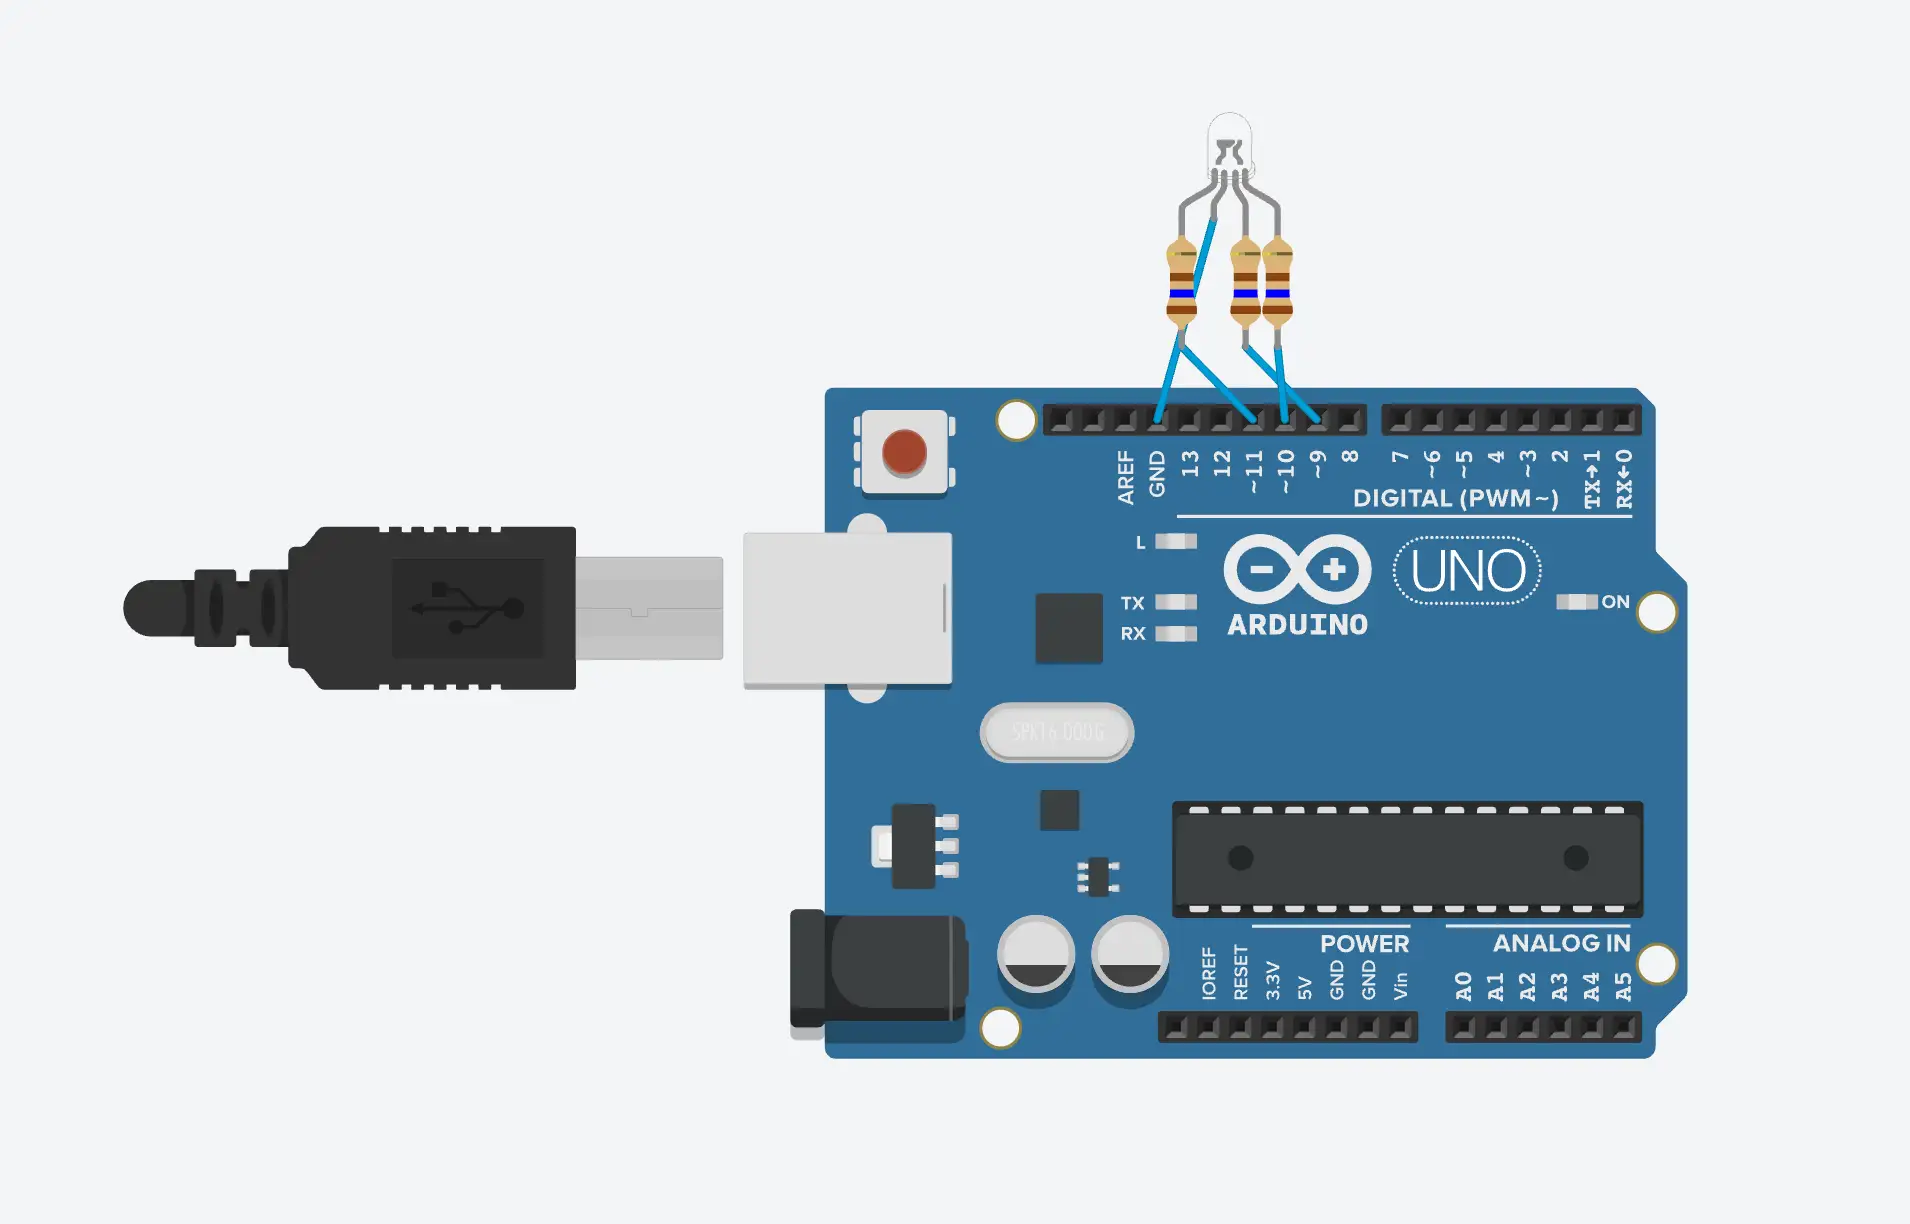 AREF
GND
13
12
~11
~10
~9
8
7
~6
~5
4
~3
2
TX→1
RX←0
DIGITAL (PWM~)
L
TX
RX
ARDUINO
UNO
ON
SPK16.000G
POWER
ANALOG IN
IOREF
RESET
3.3V
5V
GND
GND
Vin
A0
A1
A2
A3
A4
A5